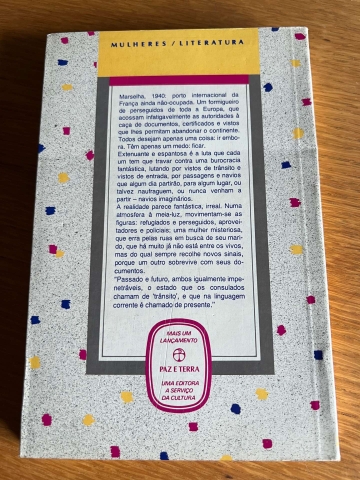 MULHERES / LITERATURA
Marselha, 1940: porto internacional da
França ainda não-ocupada. Um formigueiro
de perseguidos de toda a Europa, que
acossam infatigavelmente as autoridades à
caça de documentos, certificados e vistos
que lhes permitam abandonar o continente.
Todos desejam apenas uma coisa: ir embo-
ra. Têm apenas um medo: ficar.
Extenuante e espantosa é a luta que cada
um tem que travar contra uma burocracia
fantástica, lutando por vistos de trânsito e
vistos de entrada, por passagens e navios
que algum dia partirão, para algum lugar, ou
talvez naufraguem, ou nunca venham a
partir – navios imaginários.
A realidade parece fantástica, irreal. Numa
atmosfera à meia-luz, movimentam-se as
figuras: refugiados e perseguidos, aprovei-
tadores e policiais; uma mulher misteriosa,
que erra pelas ruas em busca de seu mari-
do, que há muito já não está entre os vivos,
mas do qual sempre recolhe novos sinais,
porque um outro sobrevive com seus do-
cumentos.
"Passado e futuro, ambos igualmente impe-
netráveis, o estado que os consulados
chamam de 'trânsito', e que na linguagem
corrente é chamado de presente."
MAIS UM
LANÇAMENTO
PAZ E TERRA
UMA EDITORA
A SERVIÇO
DA CULTURA